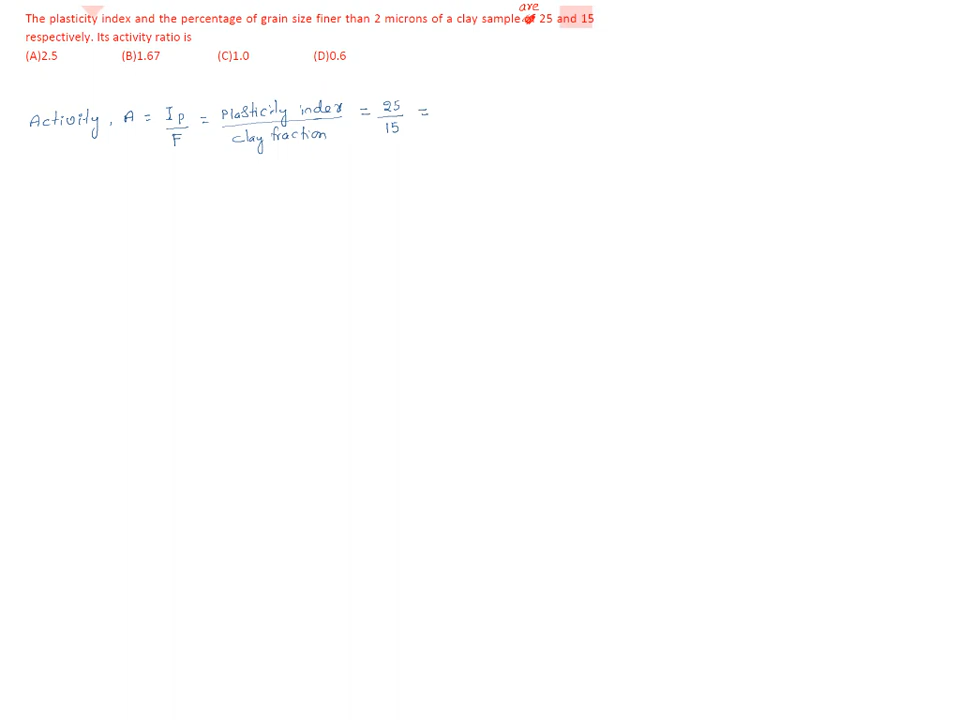 The plasticity index and the percentage of grain size finer than 2 microns of a clay sample are 25 and 15
respectively. Its activity ratio is
(A)2.5 (B)1.67 (C)1.0 (D)0.6
Activity, A = Ip/F = Plasticity index/clay fraction = 25/15 =